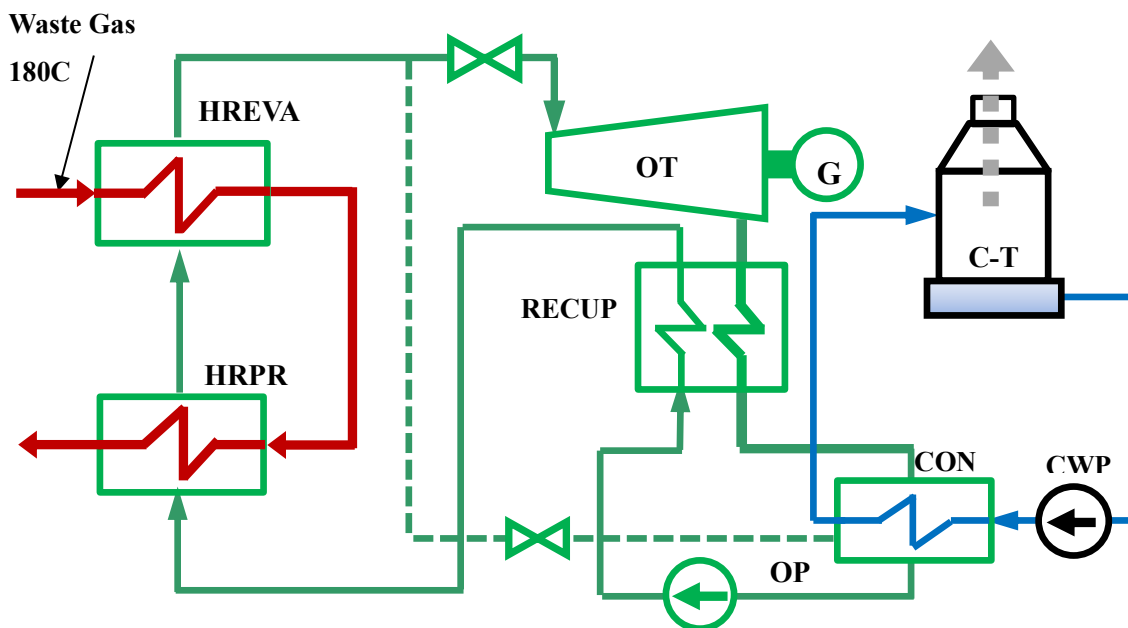 Waste Gas
180C
HREVA
OT
G
C-T
RECUP
HRPR
CON
CWP
OP